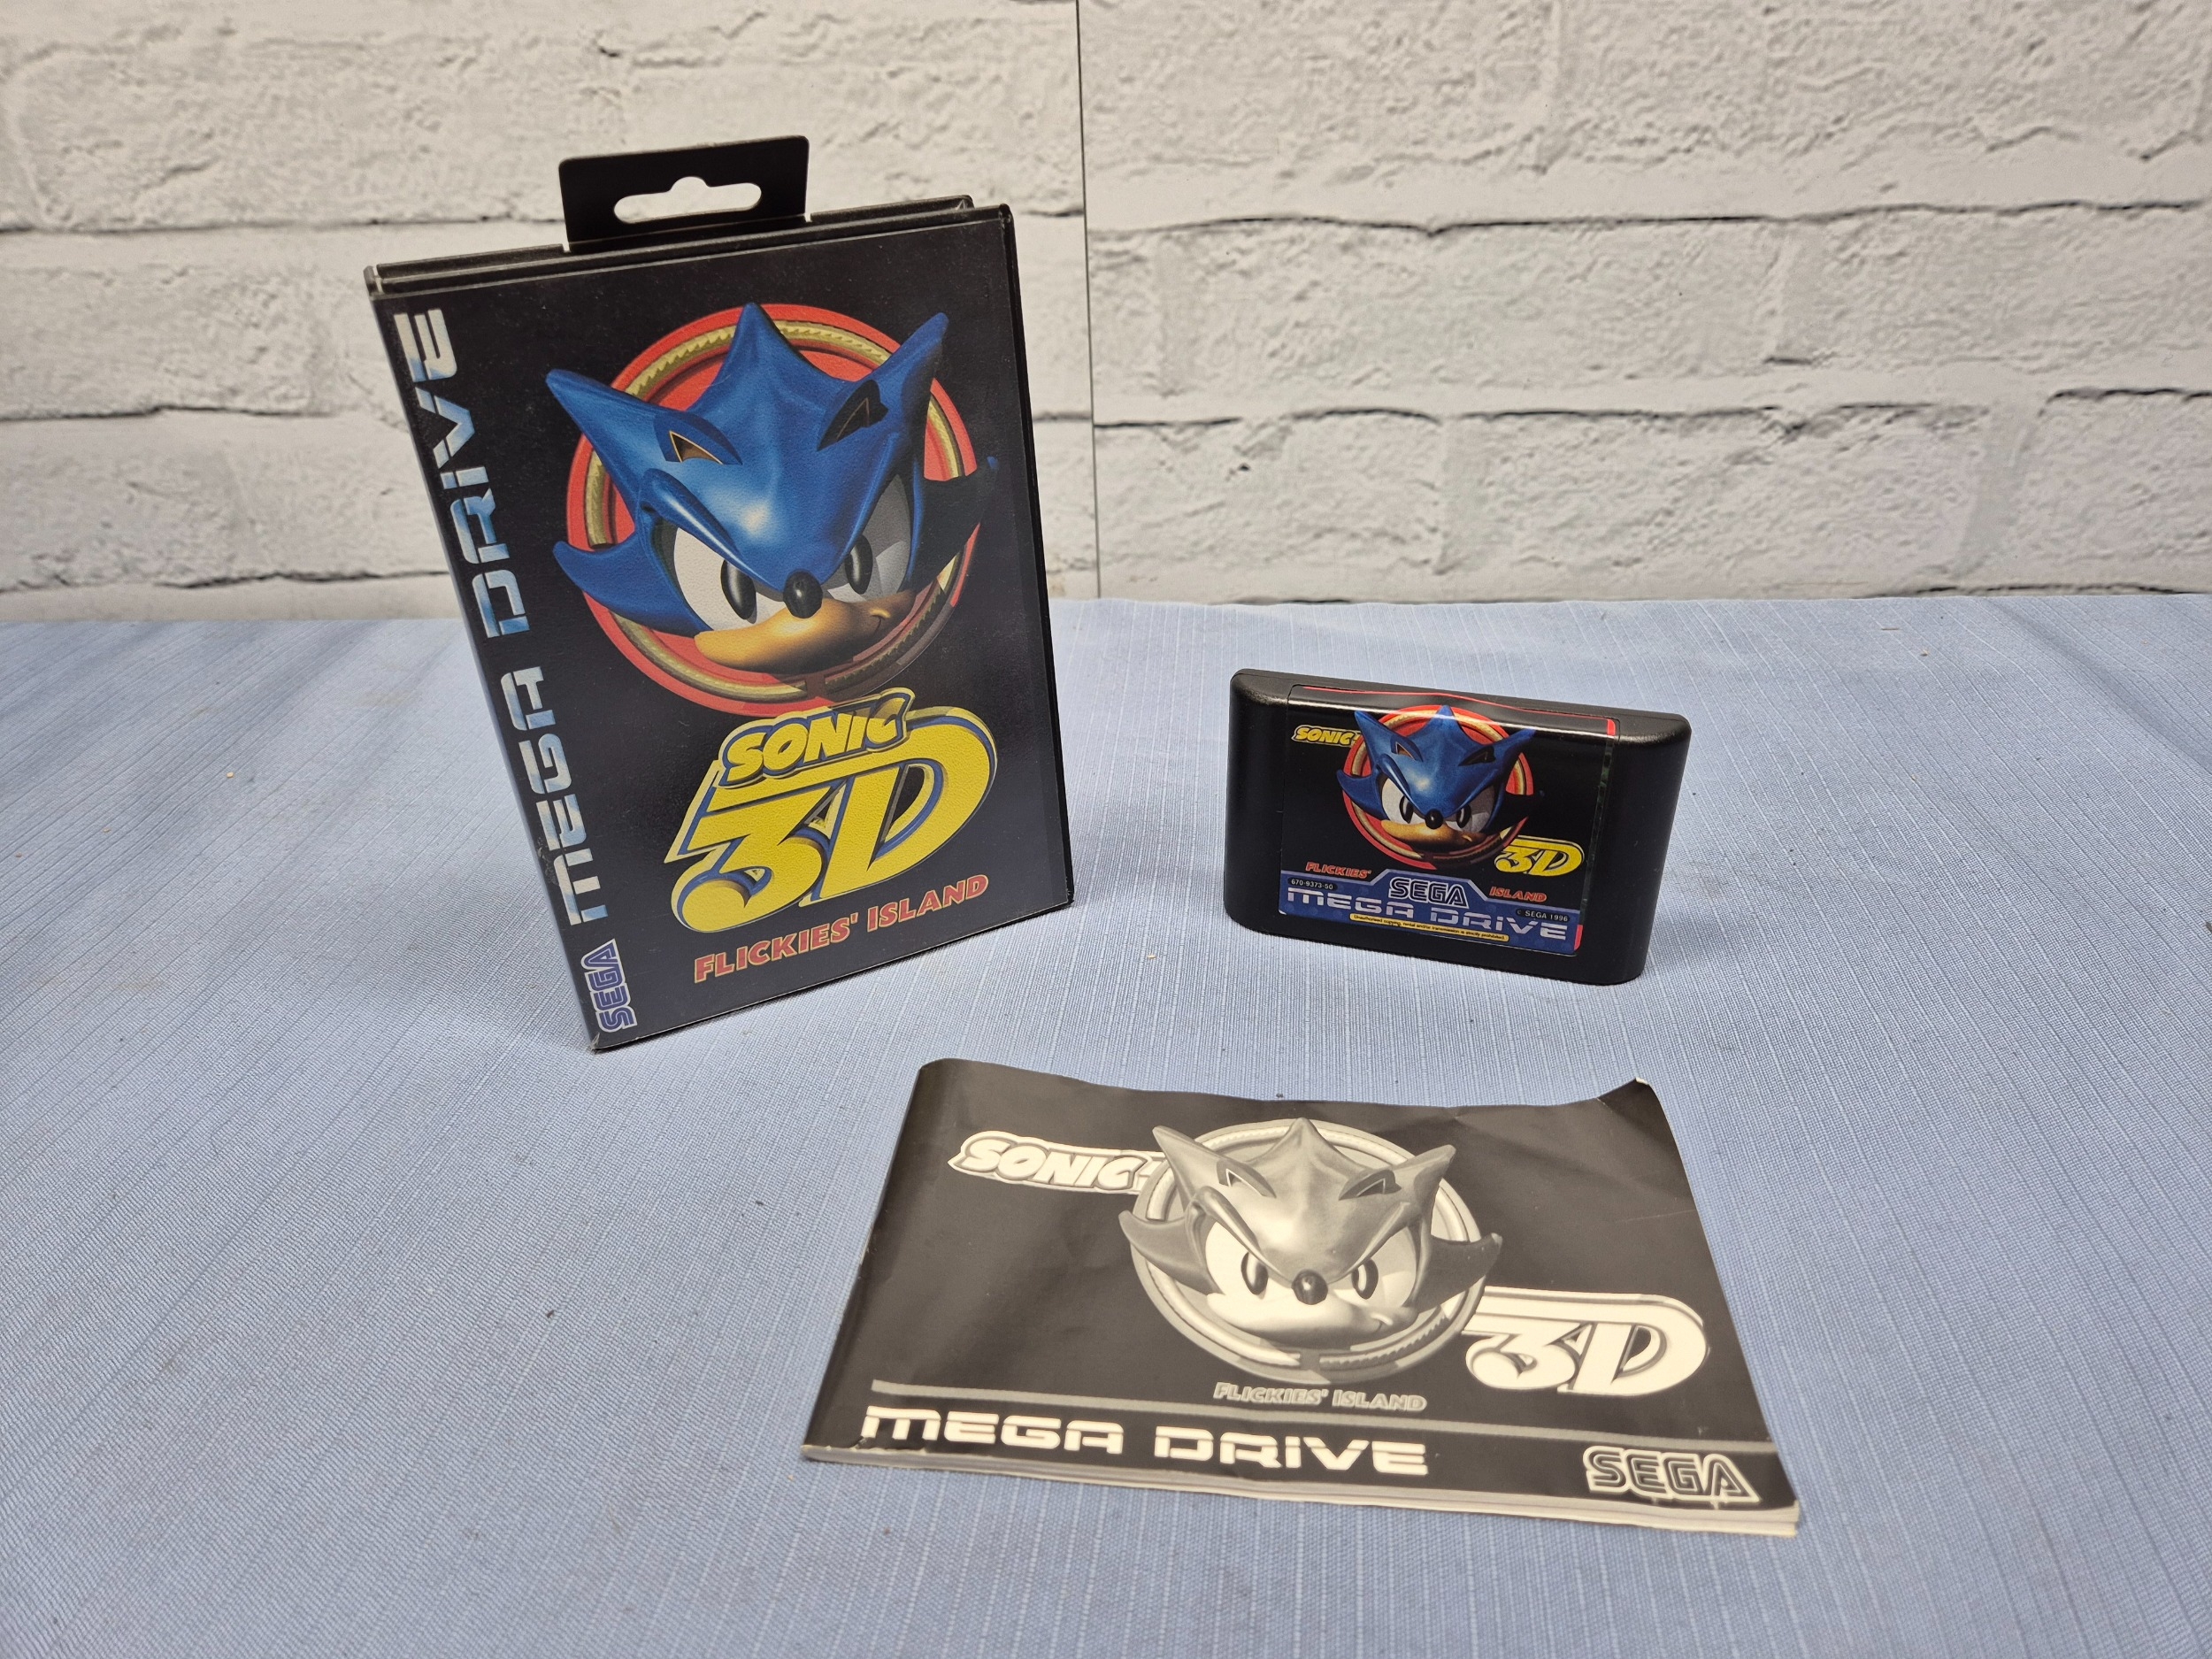 SEGA MEGA DRIVE
SONIC
3D
FLICKIES' ISLAND
SONIC
3D
FLICKIES' ISLAND
670-9373-50
SEGA
© SEGA 1996
MEGA DRIVE
SONIC
3D
FLICKIES' ISLAND
MEGA DRIVE
SEGA